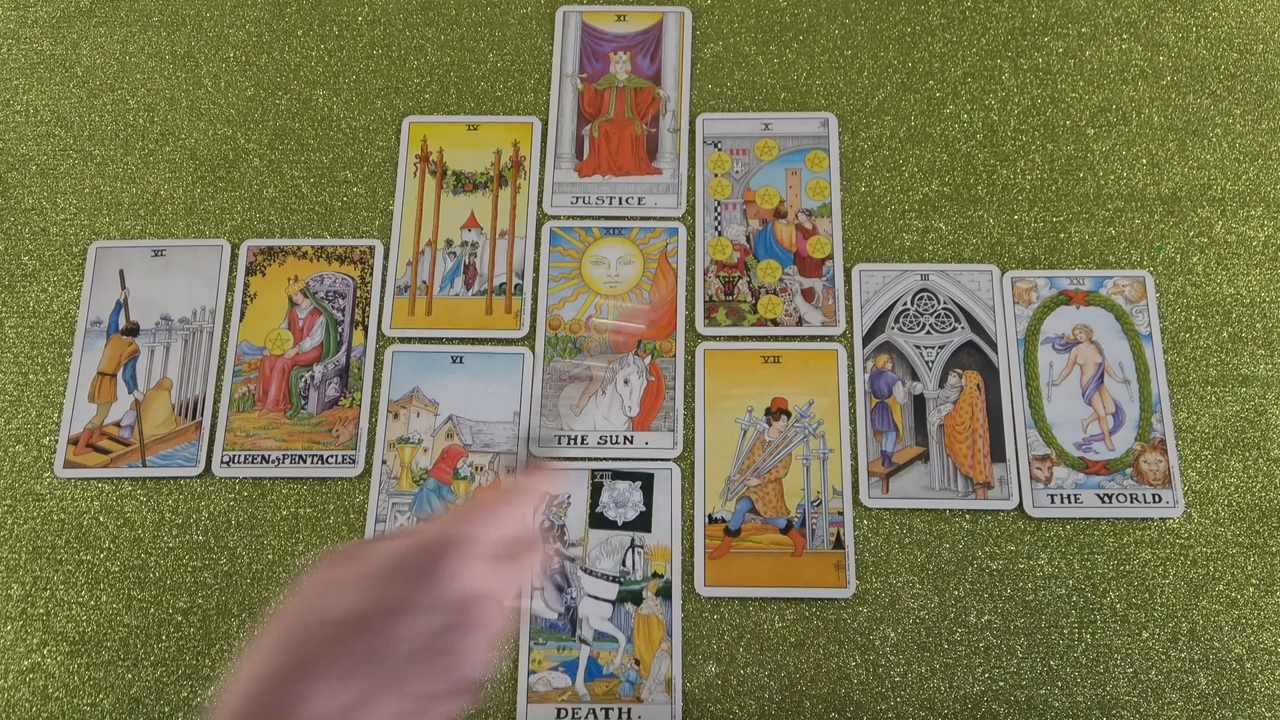 XI
JUSTICE .
IV
X
VI
QUEEN of PENTACLES
XIX
THE SUN .
III
XXI
THE WORLD.
VI
VII
XIII
DEATH.